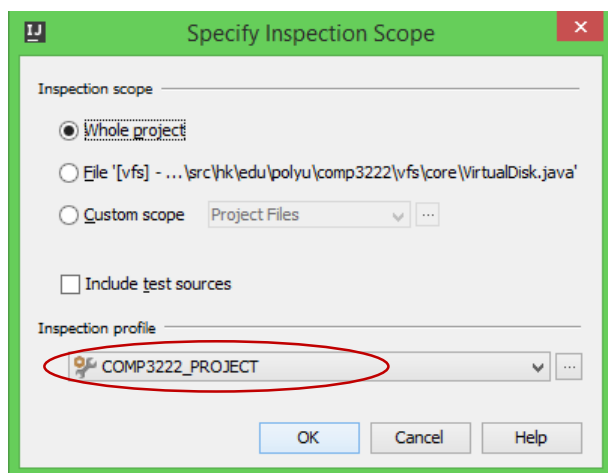 IJ
Specify Inspection Scope
Inspection scope
Whole project
File '[vfs] - ...\src\hk\edu\polyu\comp3222\vfs\core\VirtualDisk.java'
Custom scope Project Files ...
Include test sources
Inspection profile
COMP3222_PROJECT ...
OK Cancel Help